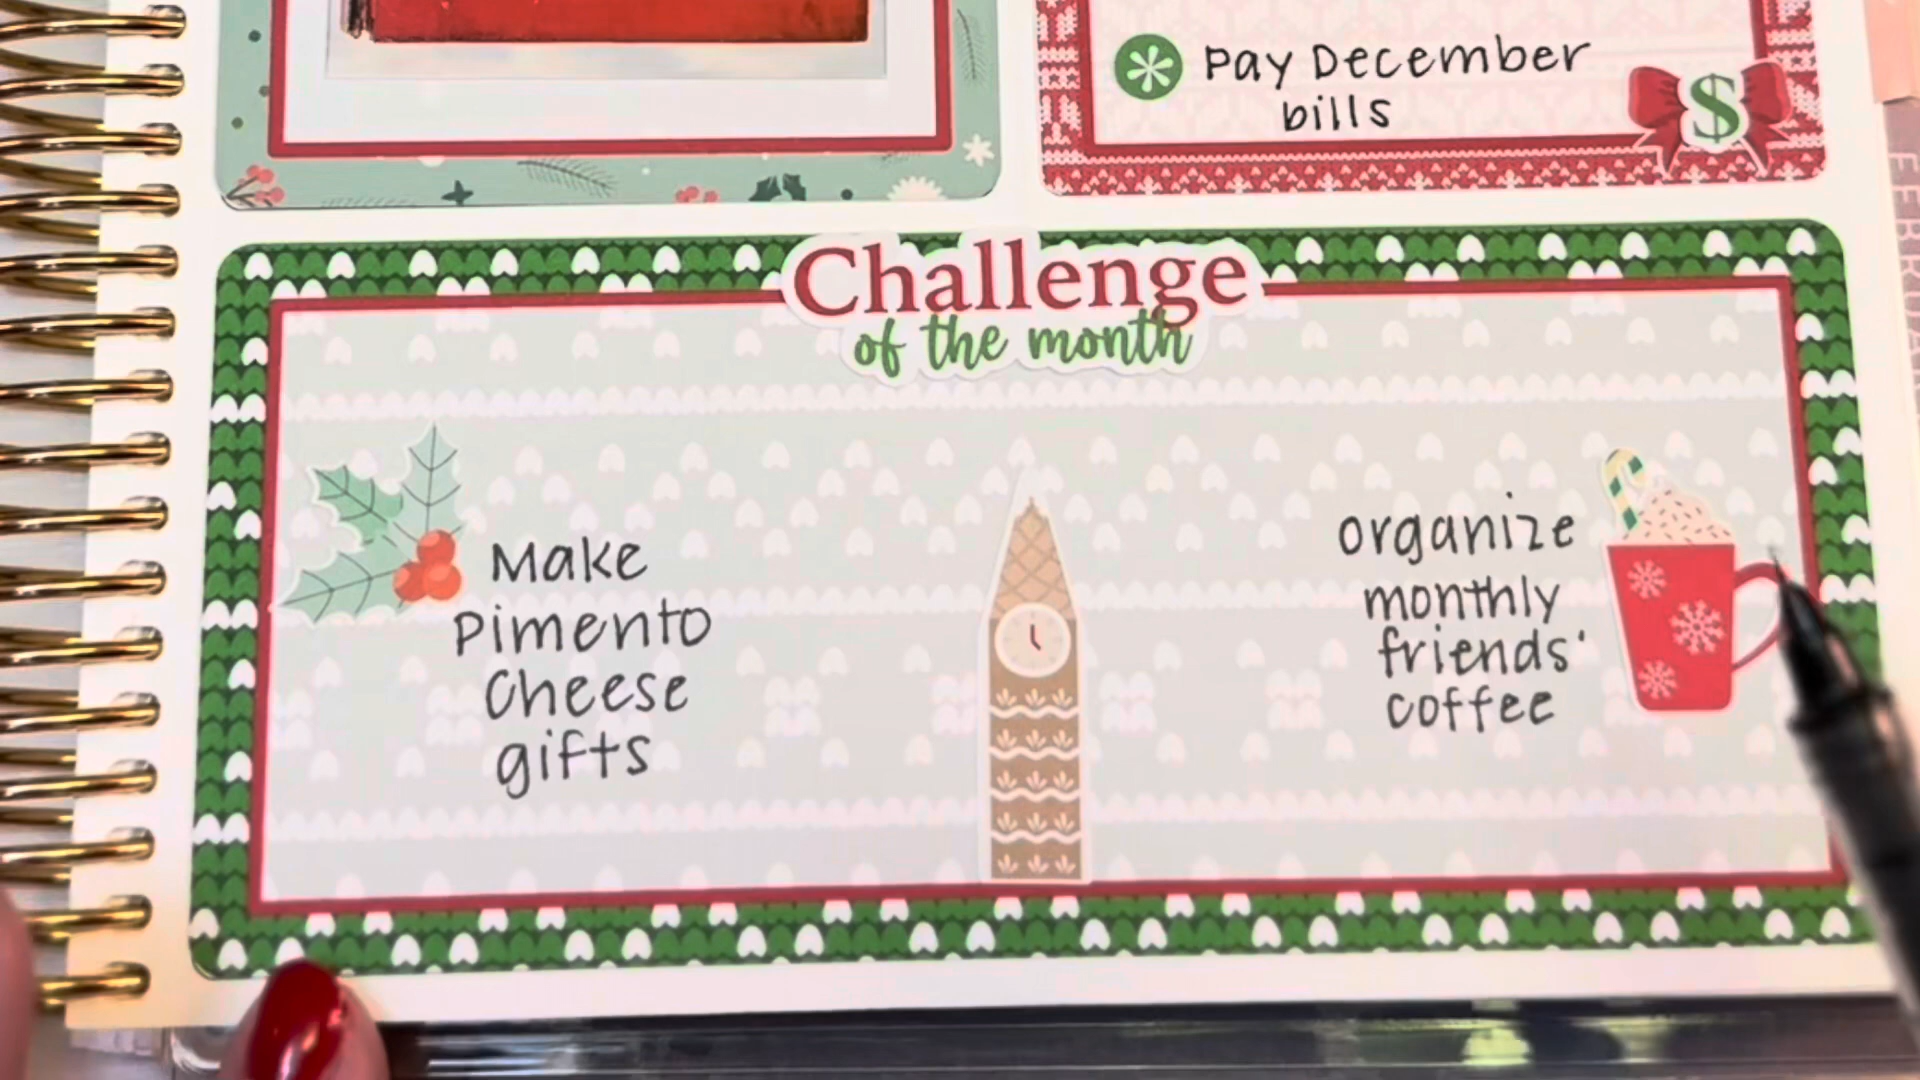 Pay December
bills
$
Challenge
of the month
Make
Pimento
Cheese
gifts
organize
monthly
friends'
coffee